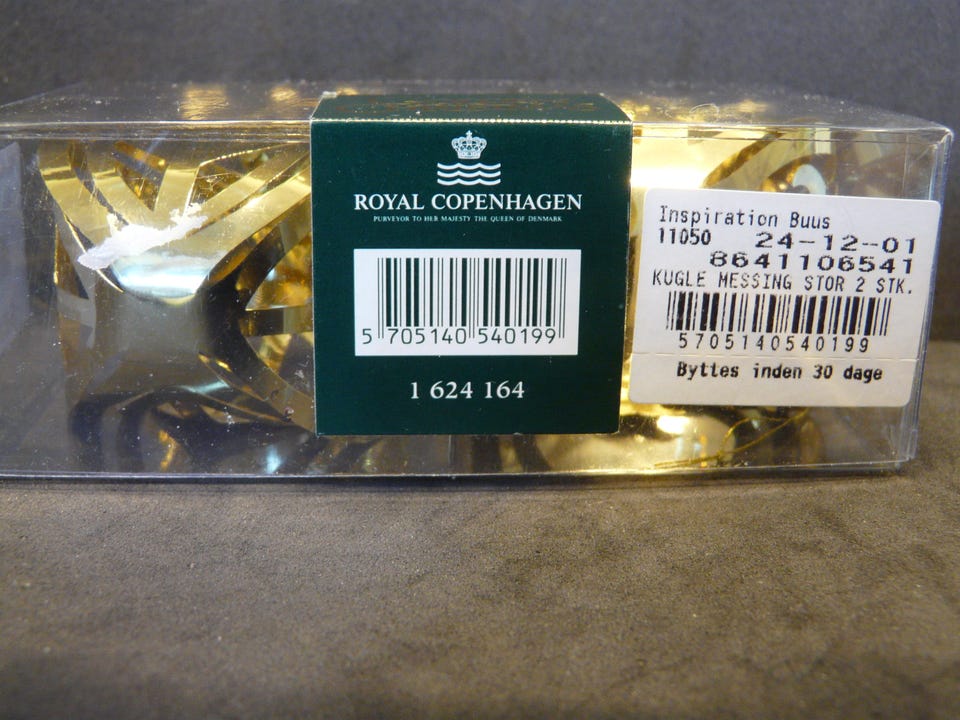 ROYAL COPENHAGEN
PURVEYOR TO HER MAJESTY THE QUEEN OF DENMARK
5 705140 540199
1 624 164
Inspiration Buus
11050 24-12-01
8641106541
KUGLE MESSING STOR 2 STK.
5705140540199
Byttes inden 30 dage